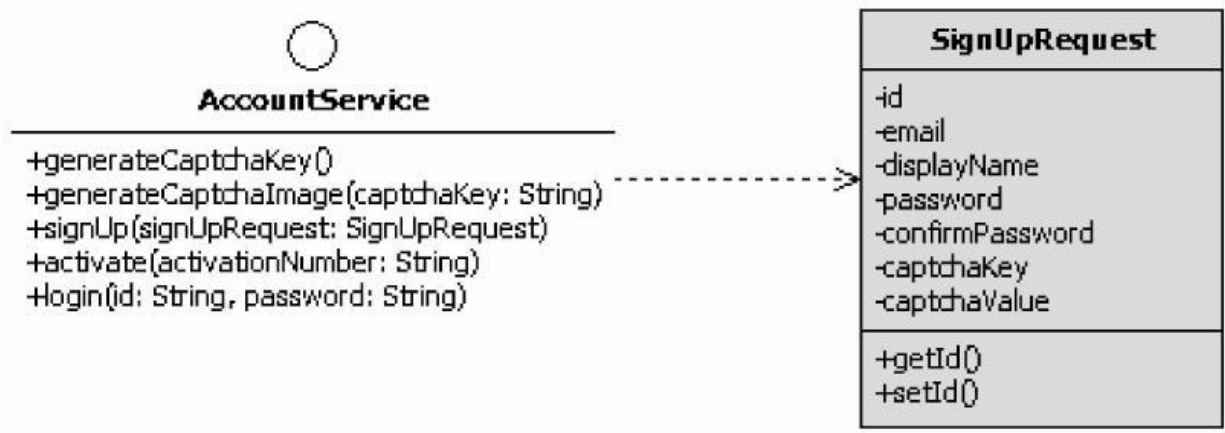 AccountService
+generateCaptchaKey()
+generateCaptchaImage(captchaKey: String)
+signUp(signUpRequest: SignUpRequest)
+activate(activationNumber: String)
+login(id: String, password: String)
SignUpRequest
-id
-email
-displayName
-password
-confirmPassword
-captchaKey
-captchaValue
+getId()
+setId()